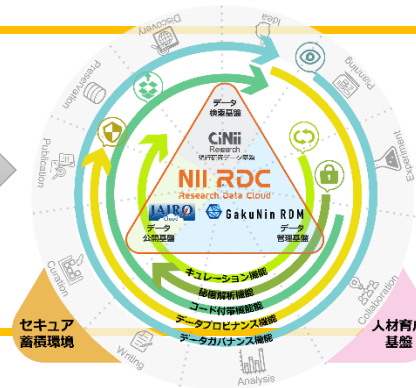 Idea
Discovery
Planning
Preservation
Experiment
Publication
データ
検索基盤
CiNii
Research
NII RDC
Research Data Cloud
JAIRO
Cloud
GakuNin RDM
データ
公開基盤
データ
管理基盤
キュレーション機能
秘匿解析機能
コード付帯機能
データプロビナンス機能
データガバナンス機能
Curation
Collaboration
Writing
Analysis
セキュア
蓄積環境
人材育成
基盤